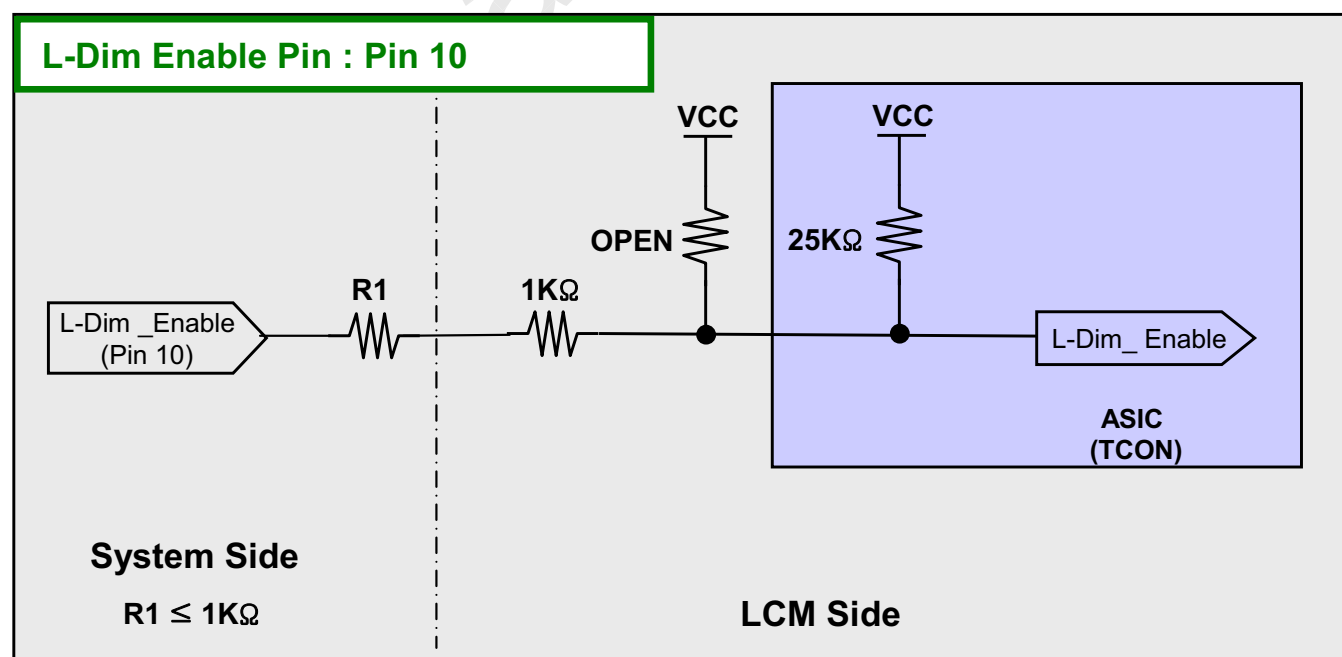 L-Dim Enable Pin : Pin 10
VCC
VCC
OPEN
25KΩ
R1
1KΩ
L-Dim _Enable
(Pin 10)
L-Dim_ Enable
ASIC
(TCON)
System Side
R1 ≤ 1KΩ
LCM Side